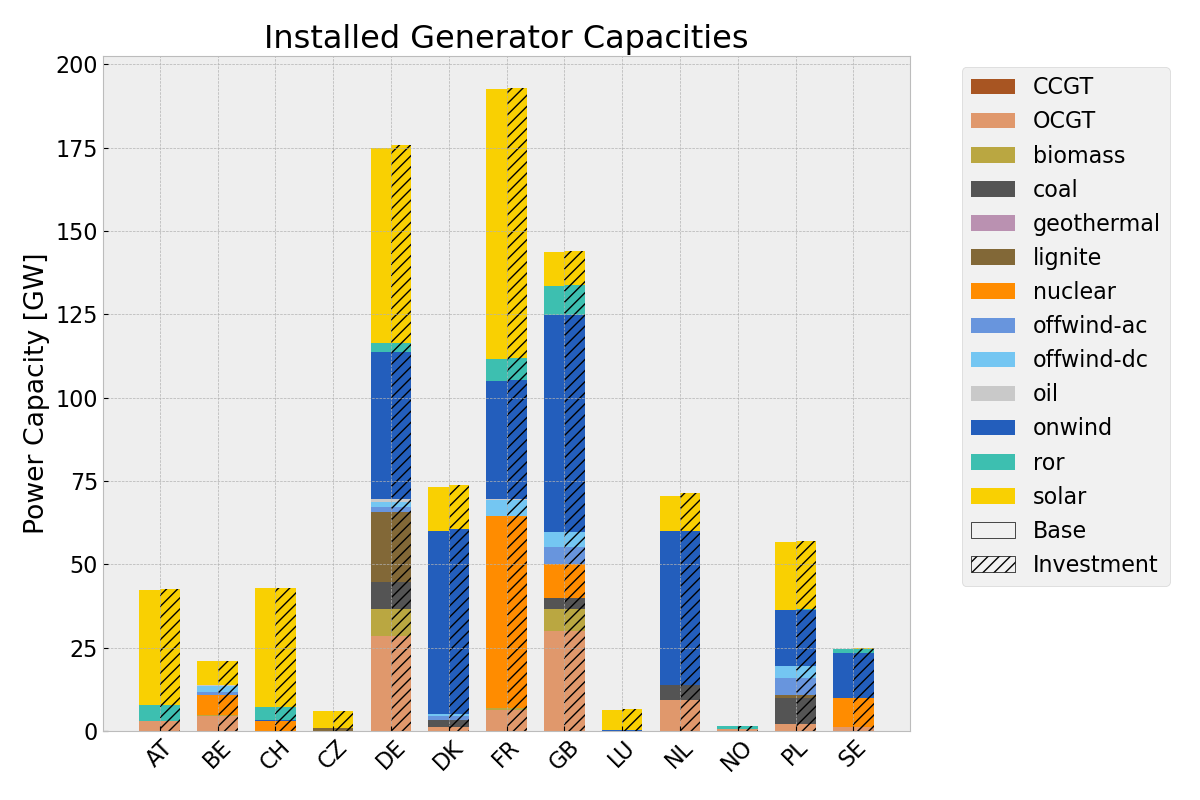 Installed Generator Capacities
Power Capacity [GW]
200
175
150
125
100
75
50
25
0
AT
BE
CH
CZ
DE
DK
FR
GB
LU
NL
NO
PL
SE
CCGT
OCGT
biomass
coal
geothermal
lignite
nuclear
offwind-ac
offwind-dc
oil
onwind
ror
solar
Base
Investment